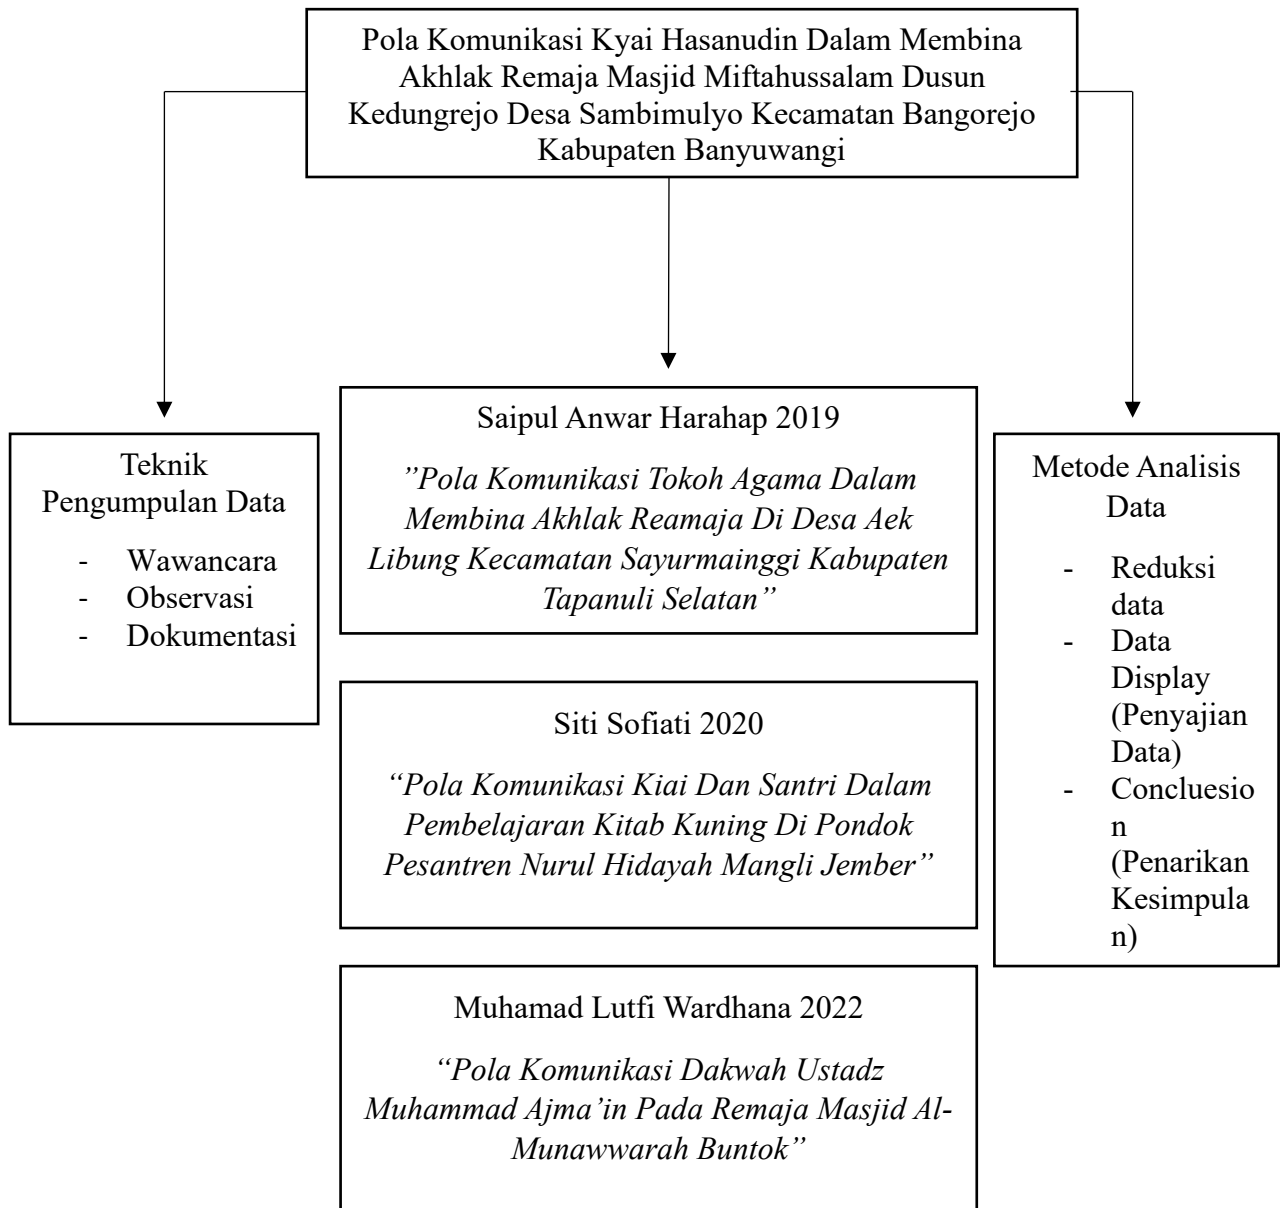 Pola Komunikasi Kyai Hasanudin Dalam Membina
Akhlak Remaja Masjid Miftahussalam Dusun
Kedungrejo Desa Sambimulyo Kecamatan Bangorejo
Kabupaten Banyuwangi
Teknik
Pengumpulan Data
- Wawancara
- Observasi
- Dokumentasi
Saipul Anwar Harahap 2019
”Pola Komunikasi Tokoh Agama Dalam
Membina Akhlak Reamaja Di Desa Aek
Libung Kecamatan Sayurmainggi Kabupaten
Tapanuli Selatan”
Siti Sofiati 2020
“Pola Komunikasi Kiai Dan Santri Dalam
Pembelajaran Kitab Kuning Di Pondok
Pesantren Nurul Hidayah Mangli Jember”
Muhamad Lutfi Wardhana 2022
“Pola Komunikasi Dakwah Ustadz
Muhammad Ajma’in Pada Remaja Masjid Al-
Munawwarah Buntok”
Metode Analisis
Data
- Reduksi
data
- Data
Display
(Penyajian
Data)
- Concluesio
n
(Penarikan
Kesimpula
n)